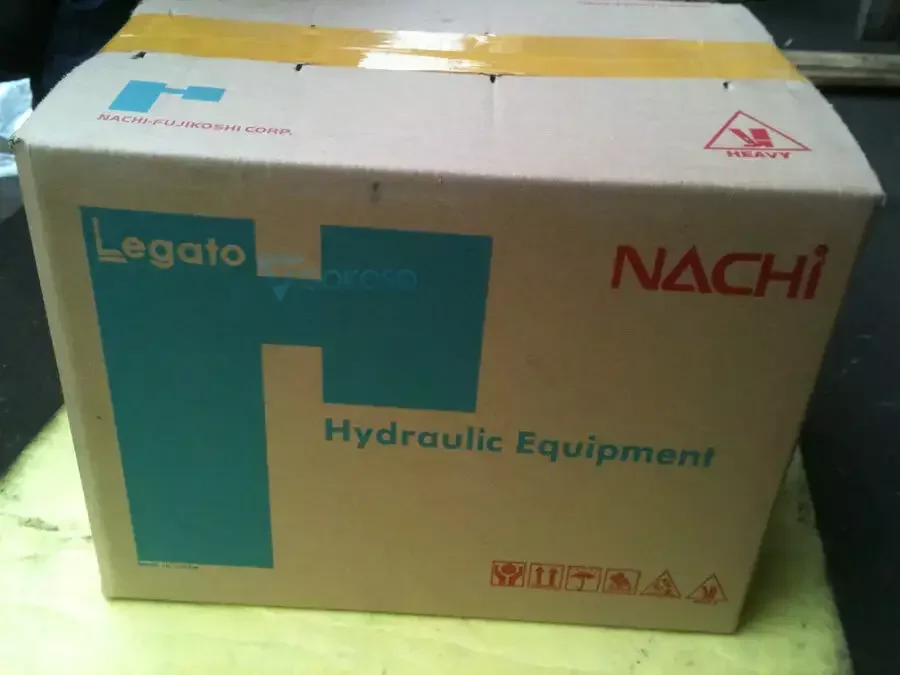 NACHI-FUJIKOSHI CORP.
HEAVY
Legato
NACHI
Hydraulic Equipment